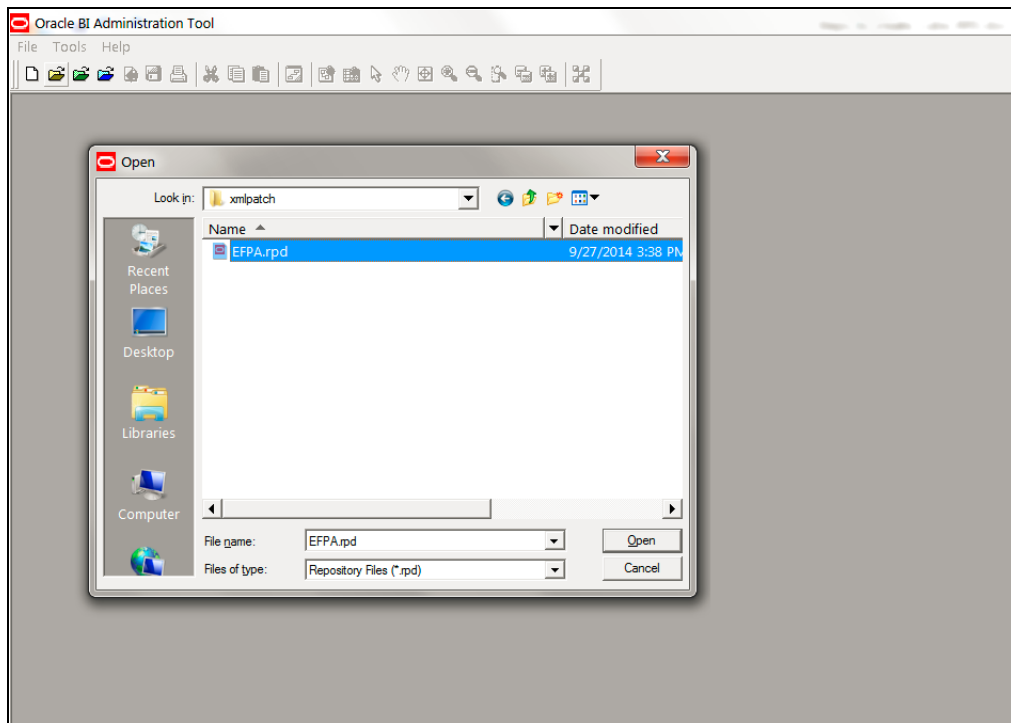 Oracle BI Administration Tool
File Tools Help
Open
Look in: xmlpatch
Name Date modified
EFPA.rpd 9/27/2014 3:38 PM
Recent
Places
Desktop
Libraries
Computer
File name: EFPA.rpd Open
Files of type: Repository Files (*.rpd) Cancel